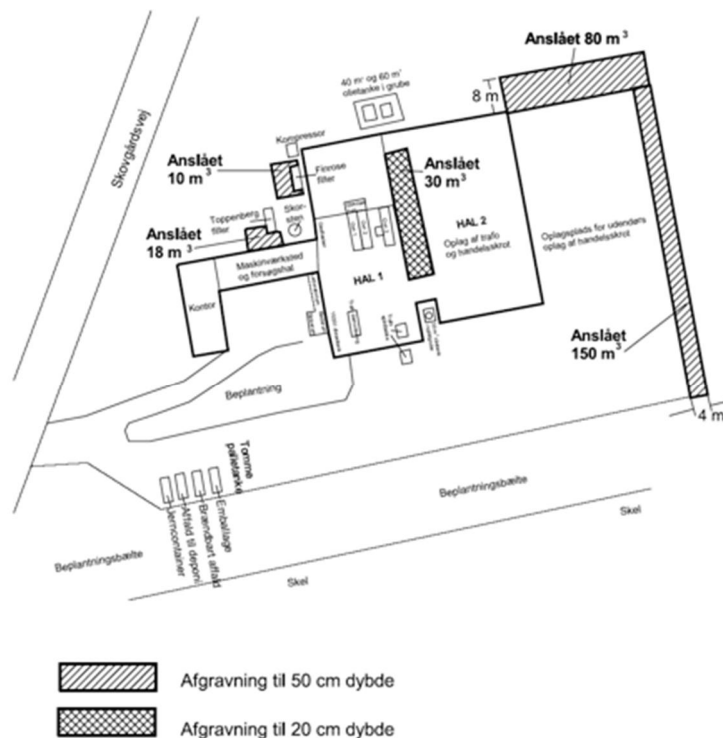 Anslået 80 m³
8 m
40 m³ og 60 m³
olietanke i grube
Skovgårdsvej
Kompressor
Anslået
10 m³
Finrose
filter
Anslået
30 m³
Toppenberg
filter
Skor-
sten
Anslået
18 m³
HAL 2
Oplag af trafo
og handelsskrot
Oplagsplads for udendørs
oplag af handelsskrot
Maskinværksted
og forsøgshal
HAL 1
Kontor
Anslået
150 m³
4 m
Beplantning
Tomme
palletanke
Emballage
Brændbart affald
Affald til deponi
Jerncontainer
Beplantningsbælte
Skel
Beplantningsbælte
Skel
Afgravning til 50 cm dybde
Afgravning til 20 cm dybde